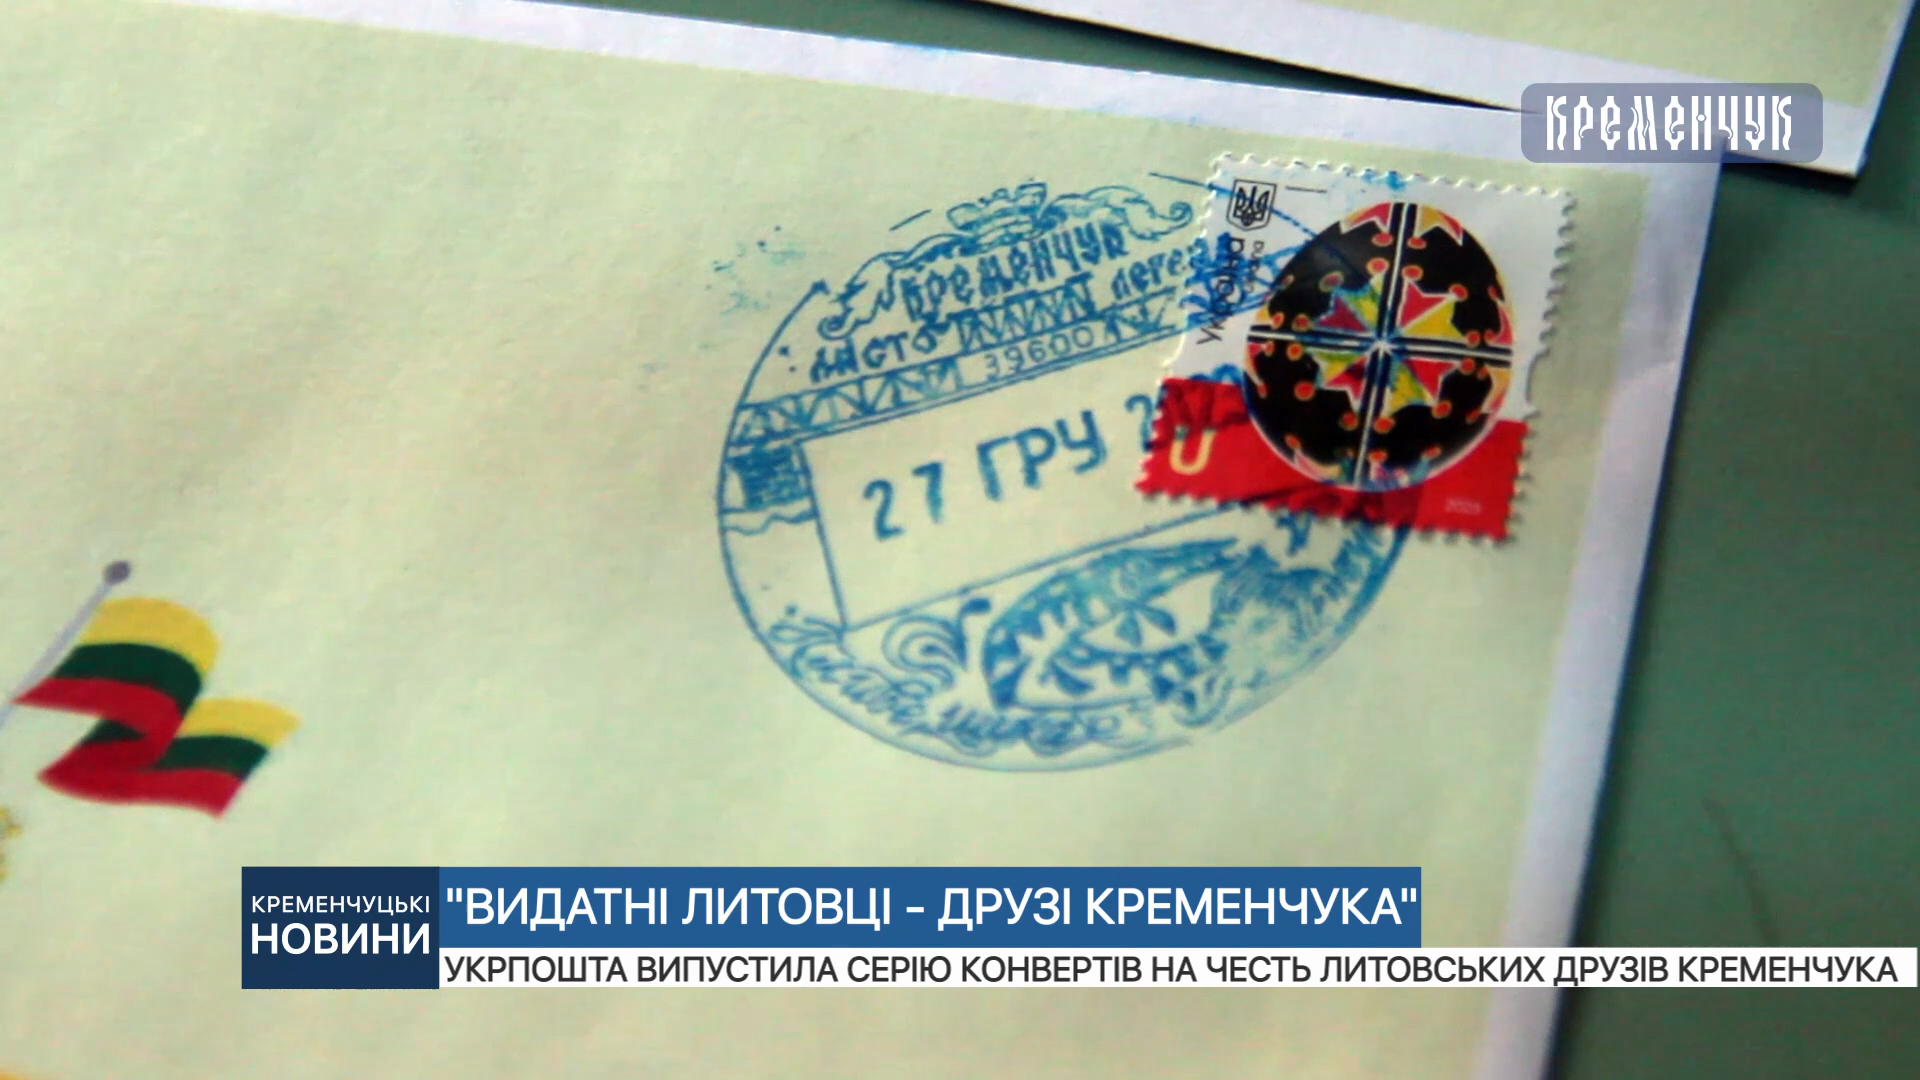 КРЕМЕНЧУК
Кременчук
місто
39600
27 ГРУ
Україна
U
КРЕМЕНЧУЦЬКІ
НОВИНИ
"ВИДАТНІ ЛИТОВЦІ - ДРУЗІ КРЕМЕНЧУКА"
УКРПОШТА ВИПУСТИЛА СЕРІЮ КОНВЕРТІВ НА ЧЕСТЬ ЛИТОВСЬКИХ ДРУЗІВ КРЕМЕНЧУКА